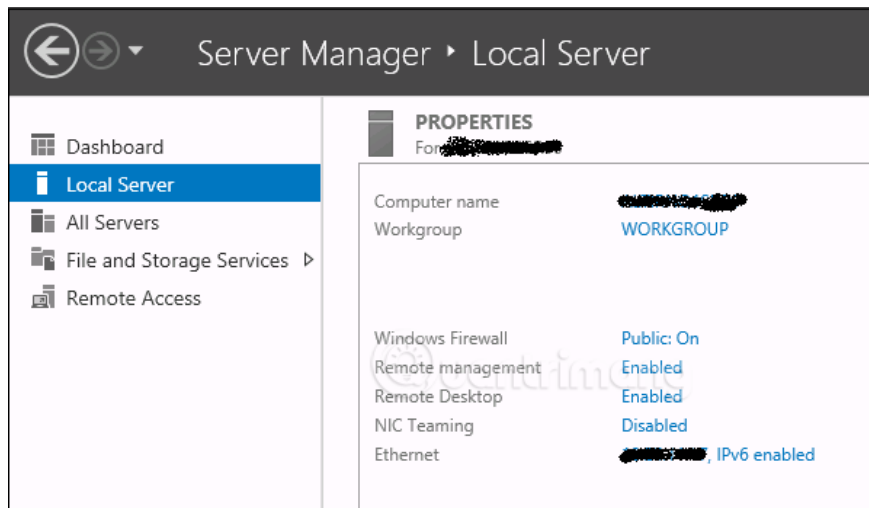 Server Manager ‣ Local Server
Dashboard
Local Server
All Servers
File and Storage Services
Remote Access
PROPERTIES
For
Computer name
Workgroup WORKGROUP
Windows Firewall Public: On
Remote management Enabled
Remote Desktop Enabled
NIC Teaming Disabled
Ethernet , IPv6 enabled
uantrimang